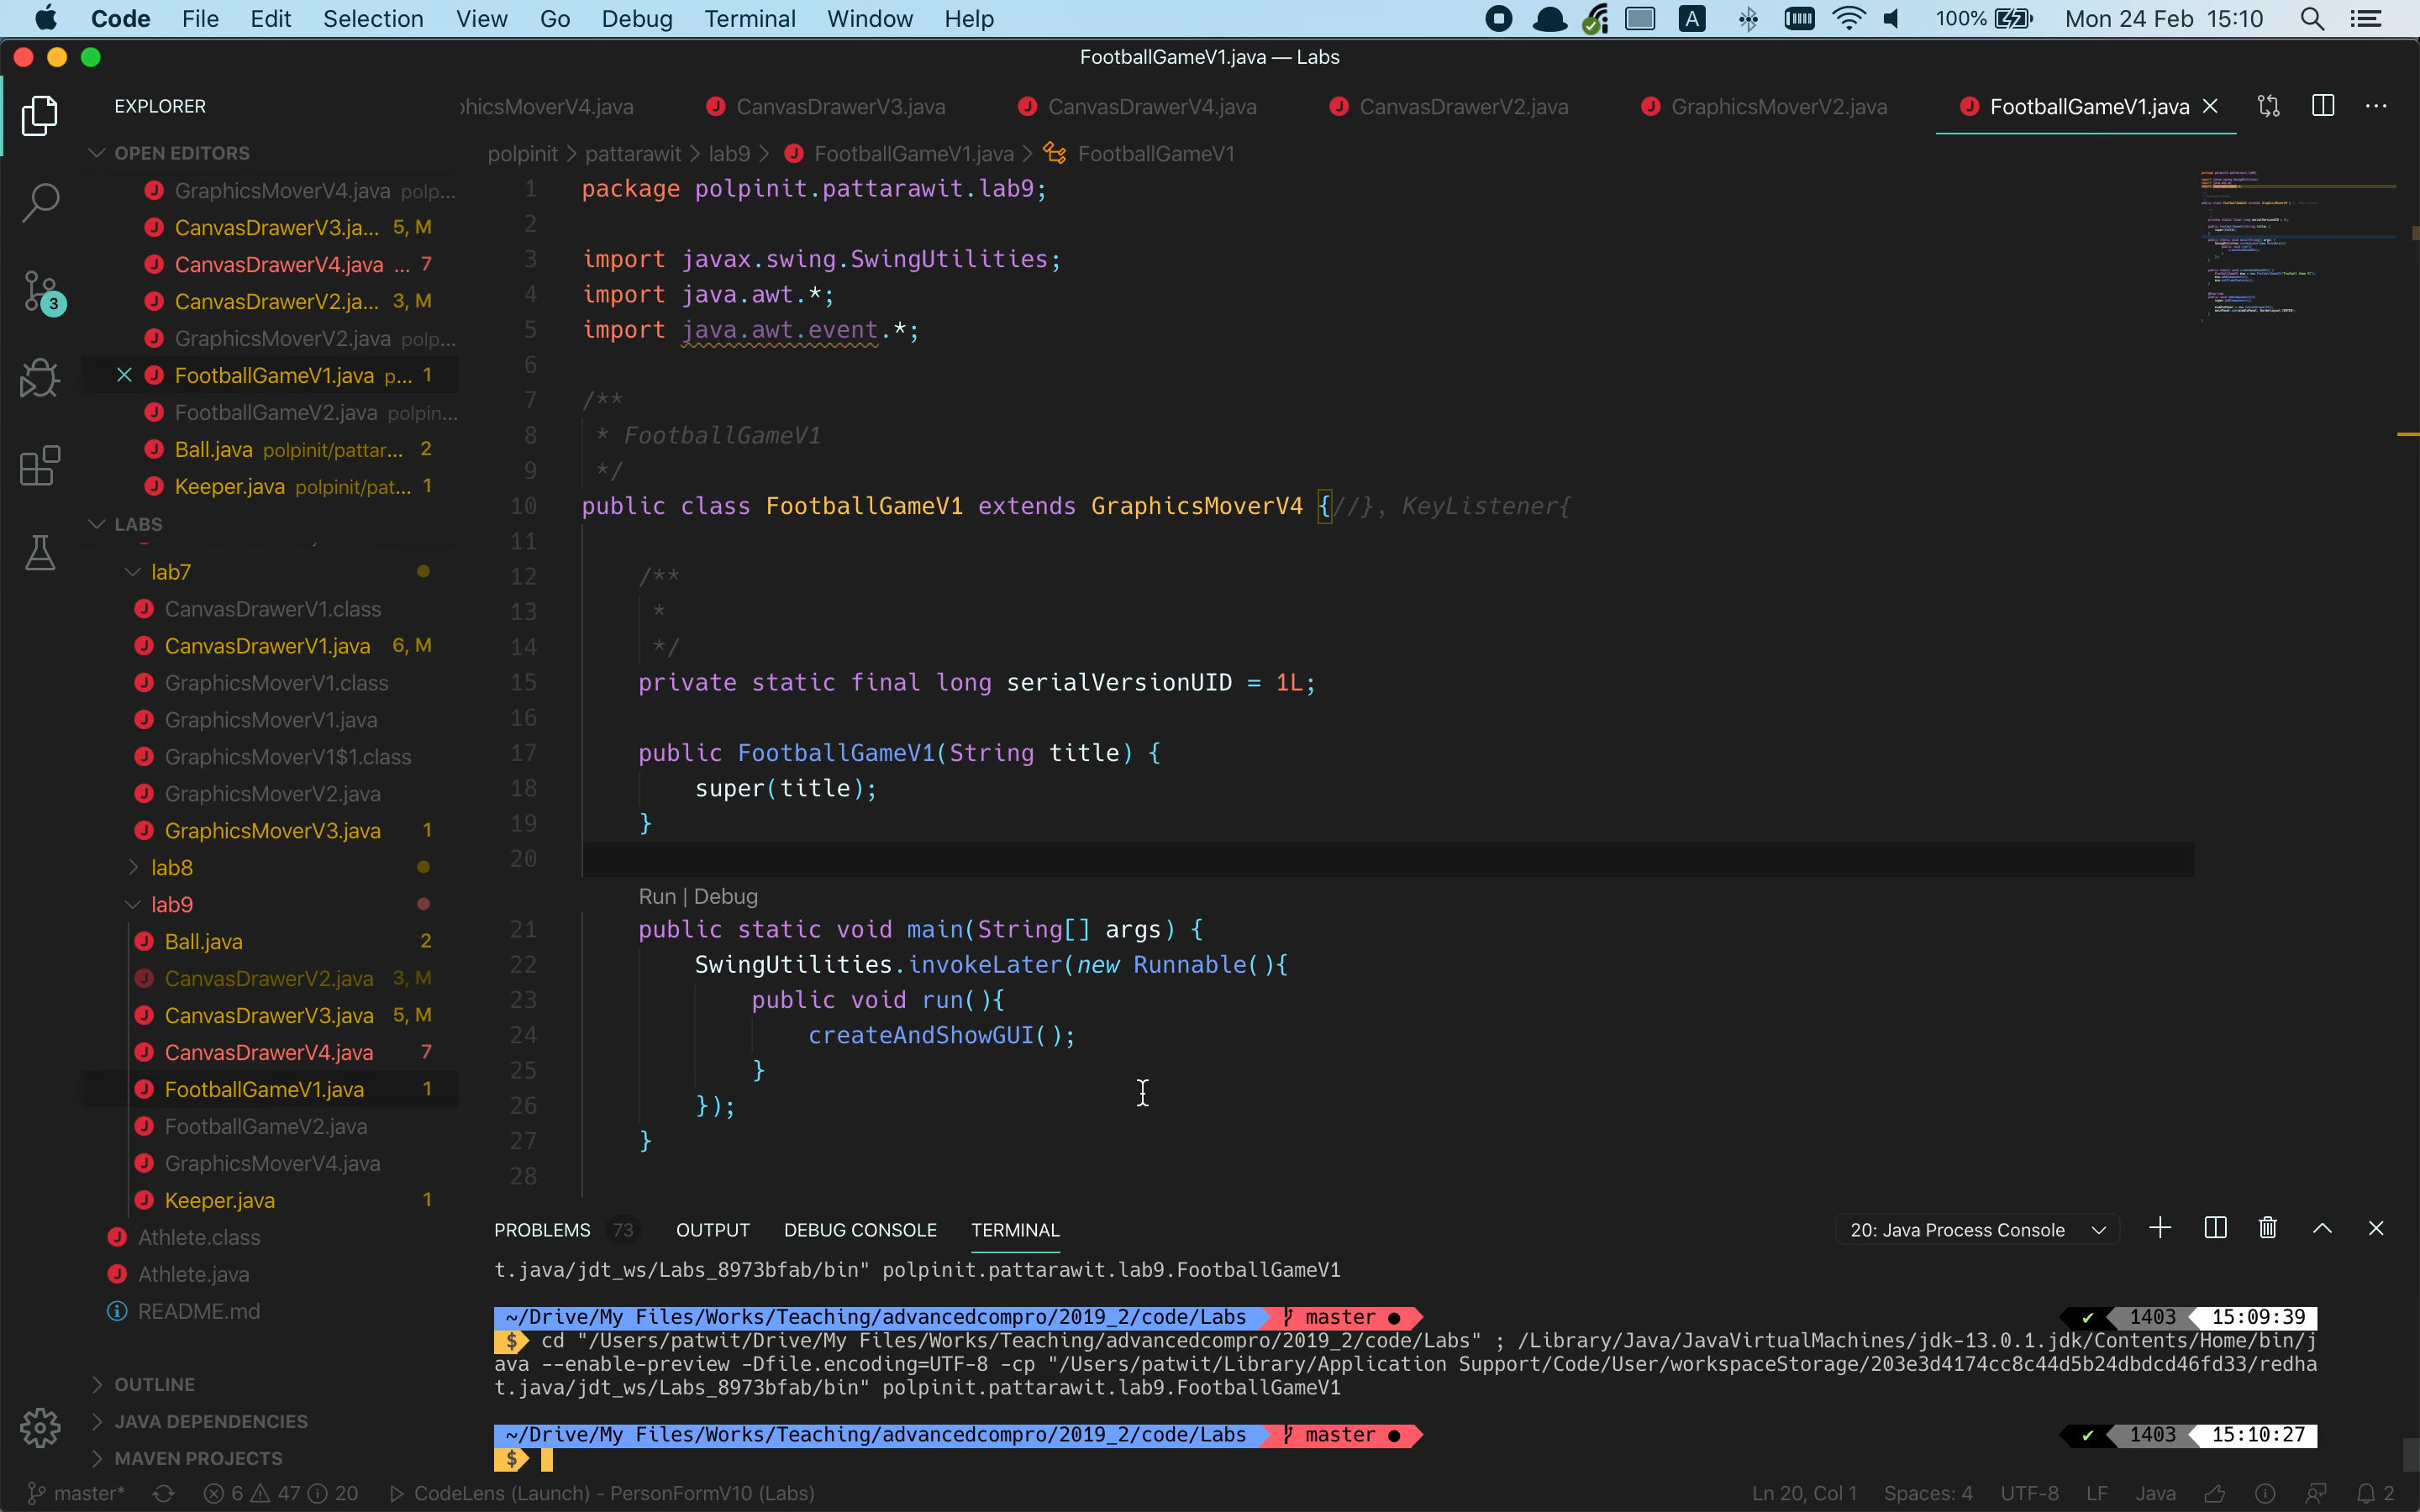 Code File Edit Selection View Go Debug Terminal Window Help A 100% Mon 24 Feb 15:10
FootballGameV1.java — Labs
EXPLORER
hicsMoverV4.java CanvasDrawerV3.java CanvasDrawerV4.java CanvasDrawerV2.java GraphicsMoverV2.java FootballGameV1.java
OPEN EDITORS
GraphicsMoverV4.java polp...
CanvasDrawerV3.ja... 5, M
CanvasDrawerV4.java ... 7
CanvasDrawerV2.ja... 3, M
GraphicsMoverV2.java polp...
FootballGameV1.java p... 1
FootballGameV2.java polpin...
Ball.java polpinit/pattar... 2
Keeper.java polpinit/pat... 1
3
LABS
lab7
CanvasDrawerV1.class
CanvasDrawerV1.java 6, M
GraphicsMoverV1.class
GraphicsMoverV1.java
GraphicsMoverV1$1.class
GraphicsMoverV2.java
GraphicsMoverV3.java 1
lab8
lab9
Ball.java 2
CanvasDrawerV2.java 3, M
CanvasDrawerV3.java 5, M
CanvasDrawerV4.java 7
FootballGameV1.java 1
FootballGameV2.java
GraphicsMoverV4.java
Keeper.java 1
Athlete.class
Athlete.java
README.md
OUTLINE
JAVA DEPENDENCIES
MAVEN PROJECTS
polpinit > pattarawit > lab9 > FootballGameV1.java > FootballGameV1
1 package polpinit.pattarawit.lab9;
2
3 import javax.swing.SwingUtilities;
4 import java.awt.*;
5 import java.awt.event.*;
6
7 /**
8 * FootballGameV1
9 */
10 public class FootballGameV1 extends GraphicsMoverV4 {//}, KeyListener{
11
12 /**
13 *
14 */
15 private static final long serialVersionUID = 1L;
16
17 public FootballGameV1(String title) {
18 super(title);
19 }
20
Run | Debug
21 public static void main(String[] args) {
22 SwingUtilities.invokeLater(new Runnable(){
23 public void run(){
24 createAndShowGUI();
25 }
26 });
27 }
28
PROBLEMS 73 OUTPUT DEBUG CONSOLE TERMINAL 20: Java Process Console
t.java/jdt_ws/Labs_8973bfab/bin" polpinit.pattarawit.lab9.FootballGameV1
~/Drive/My Files/Works/Teaching/advancedcompro/2019_2/code/Labs master ● ✔ 1403 15:09:39
$ cd "/Users/patwit/Drive/My Files/Works/Teaching/advancedcompro/2019_2/code/Labs" ; /Library/Java/JavaVirtualMachines/jdk-13.0.1.jdk/Contents/Home/bin/j
ava --enable-preview -Dfile.encoding=UTF-8 -cp "/Users/patwit/Library/Application Support/Code/User/workspaceStorage/203e3d4174cc8c44d5b24dbdcd46fd33/redha
t.java/jdt_ws/Labs_8973bfab/bin" polpinit.pattarawit.lab9.FootballGameV1
~/Drive/My Files/Works/Teaching/advancedcompro/2019_2/code/Labs master ● ✔ 1403 15:10:27
$
master* 6 47 20 CodeLens (Launch) - PersonFormV10 (Labs) Ln 20, Col 1 Spaces: 4 UTF-8 LF Java 2